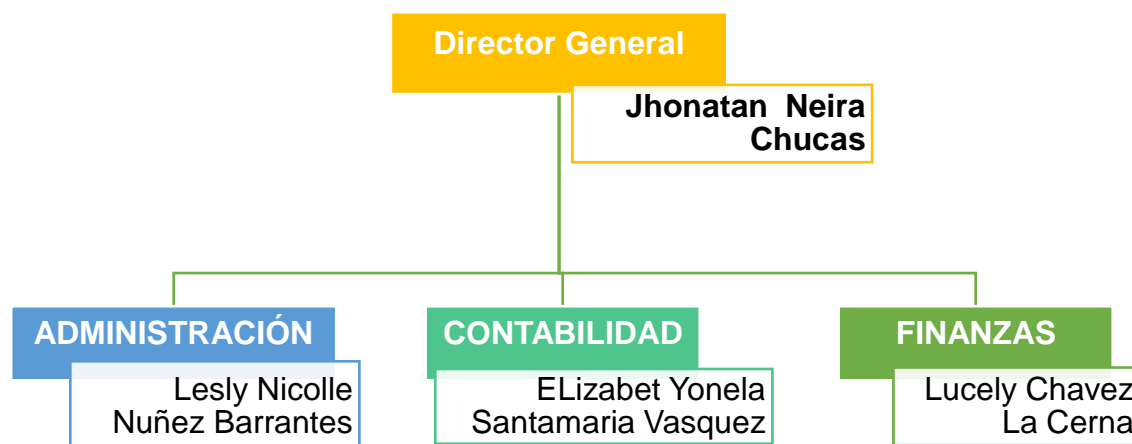 Director General
Jhonatan  Neira
Chucas
ADMINISTRACIÓN
Lesly Nicolle
Nuñez Barrantes
CONTABILIDAD
ELizabet Yonela
Santamaria Vasquez
FINANZAS
Lucely Chavez
La Cerna